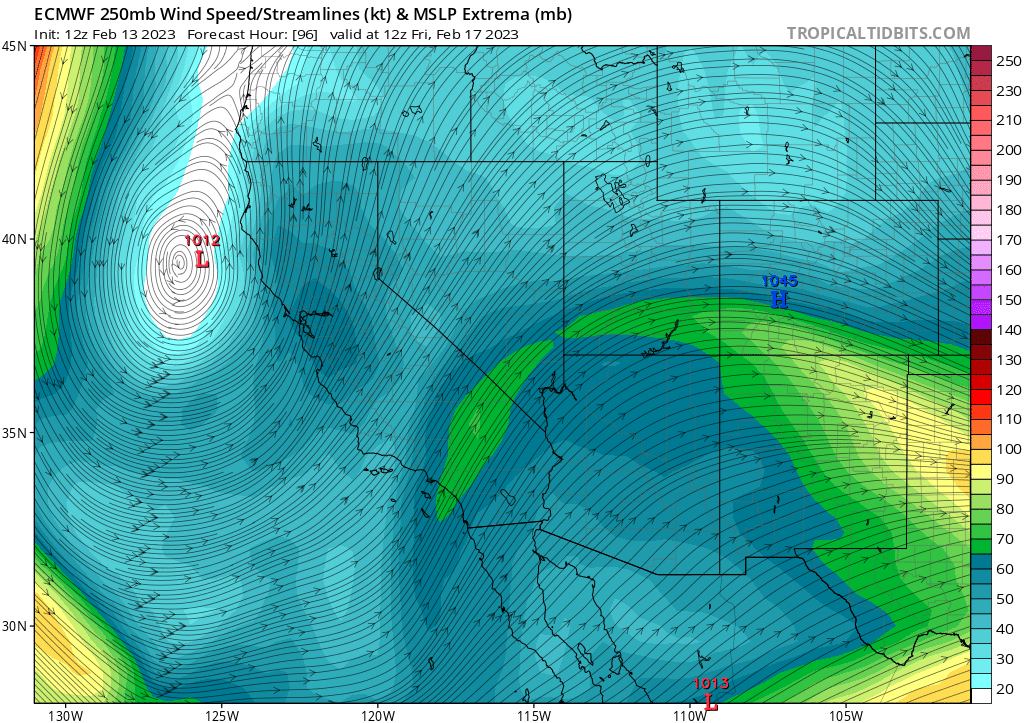 ECMWF 250mb Wind Speed/Streamlines (kt) & MSLP Extrema (mb)
Init: 12z Feb 13 2023 Forecast Hour: [96] valid at 12z Fri, Feb 17 2023
TROPICALTIDBITS.COM
45N
40N
35N
30N
1012
L
1045
H
1013
L
130W
125W
120W
115W
110W
105W
250
230
210
200
190
180
170
160
150
140
130
120
110
100
90
80
70
60
50
40
30
20